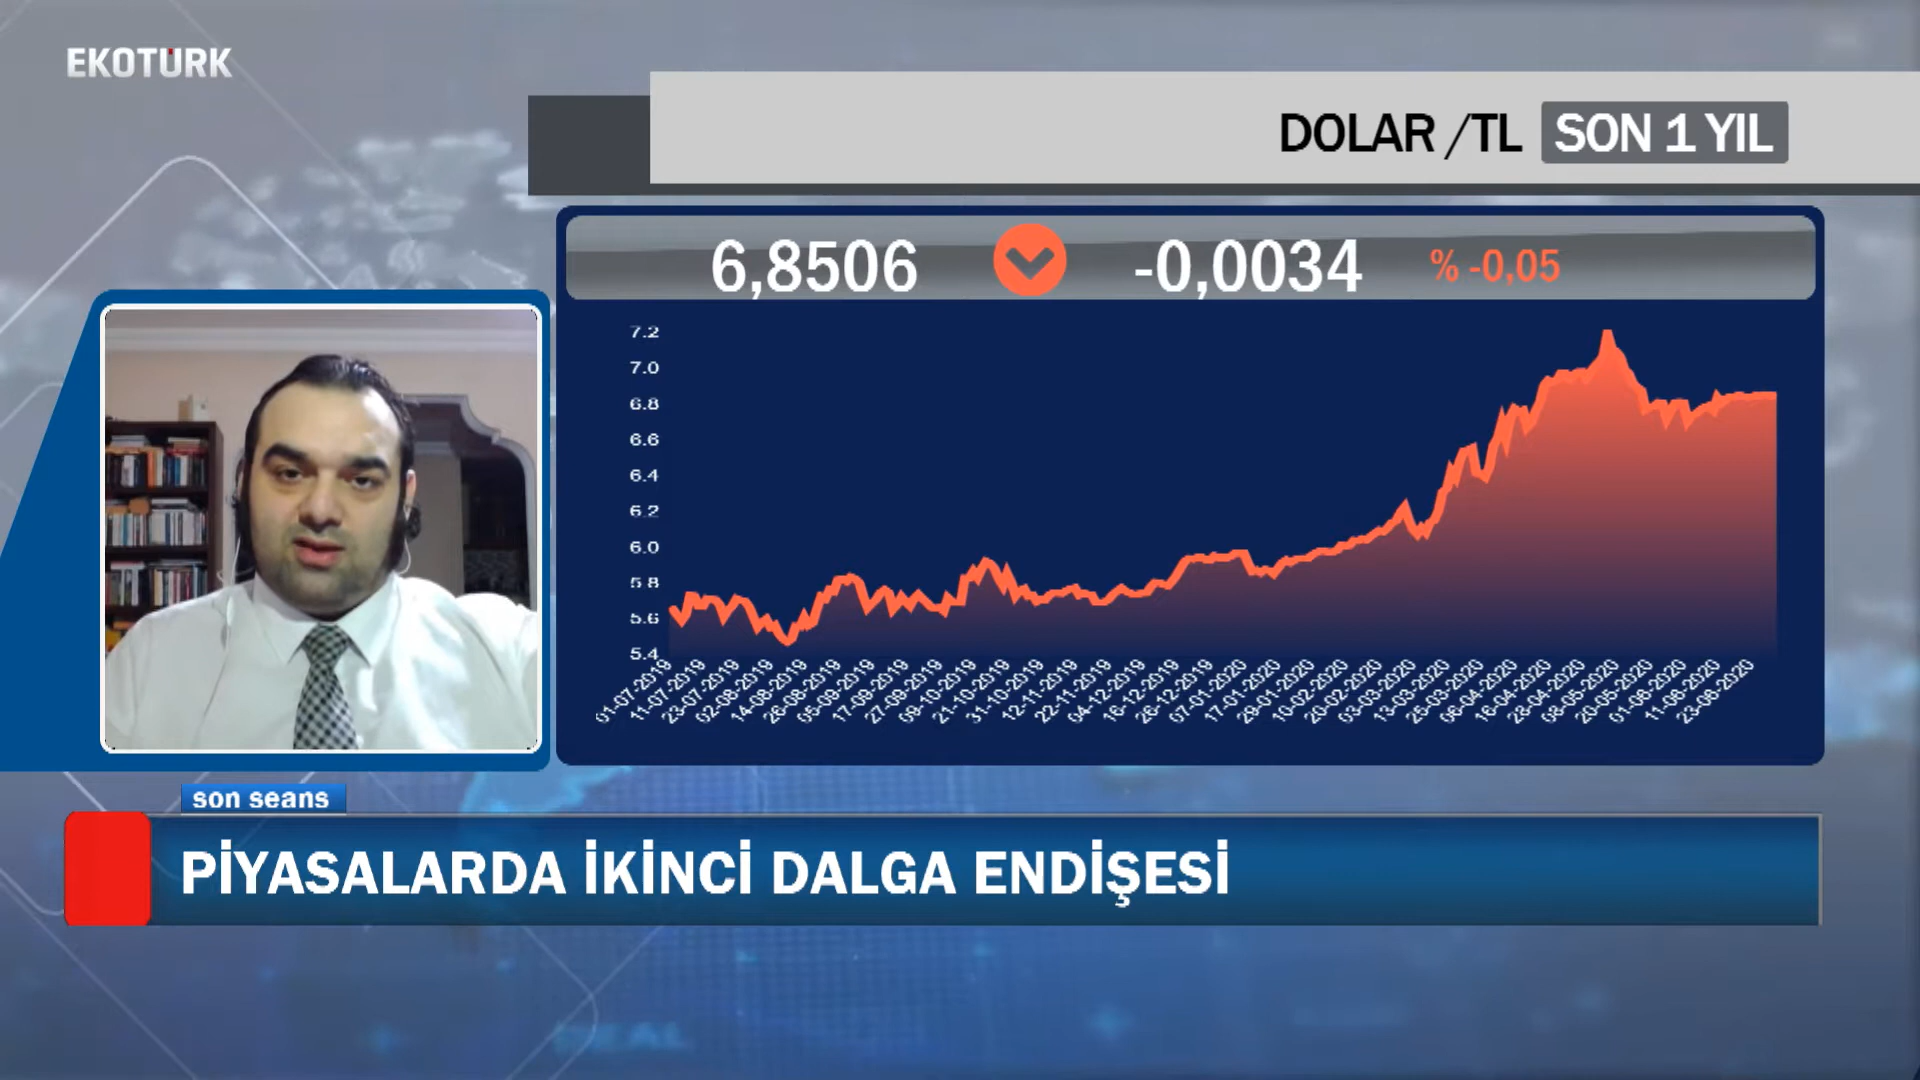 EKOTÜRK
DOLAR /TL SON 1 YIL
6,8506 -0,0034 % -0,05
7.2
7.0
6.8
6.6
6.4
6.2
6.0
5.8
5.6
5.4
01-07-2019 11-07-2019 23-07-2019 02-08-2019 14-08-2019 26-08-2019 05-09-2019 17-09-2019 27-09-2019 09-10-2019 21-10-2019 31-10-2019 12-11-2019 22-11-2019 04-12-2019 16-12-2019 26-12-2019 07-01-2020 17-01-2020 29-01-2020 10-02-2020 20-02-2020 03-03-2020 13-03-2020 25-03-2020 06-04-2020 16-04-2020 28-04-2020 08-05-2020 20-05-2020 01-06-2020 11-06-2020 23-06-2020
son seans
PİYASALARDA İKİNCİ DALGA ENDİŞESİ